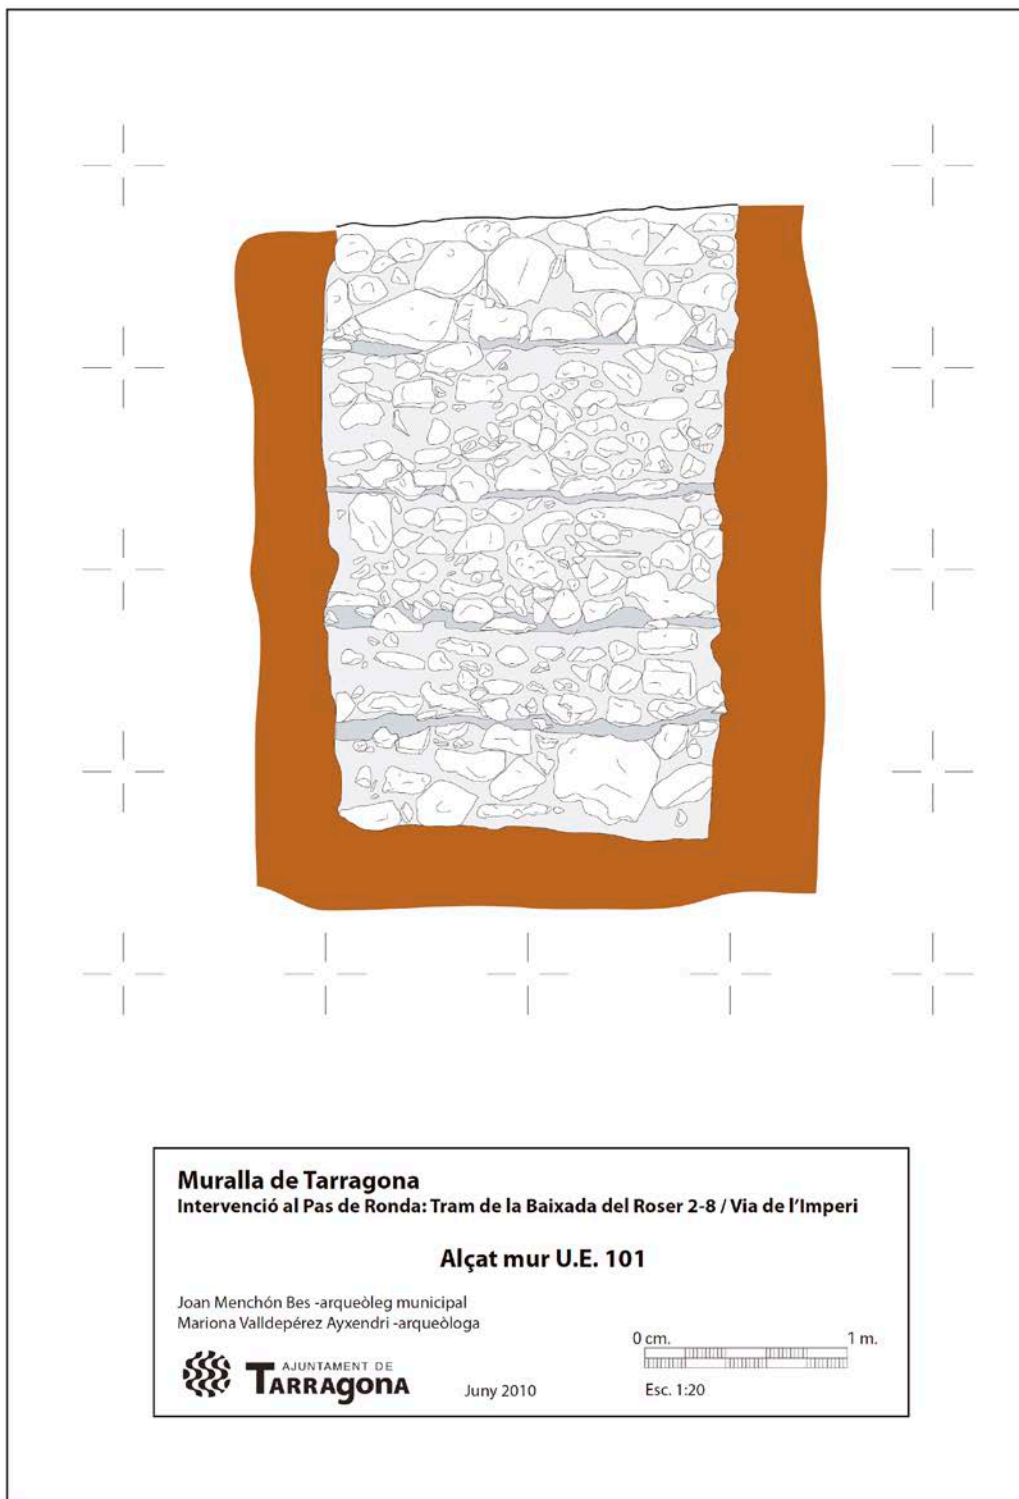 Muralla de Tarragona
Intervenció al Pas de Ronda: Tram de la Baixada del Roser 2-8 / Via de l'Imperi
Alçat mur U.E. 101
Joan Menchón Bes -arqueòleg municipal
Mariona Valldepérez Ayxendri -arqueòloga
0 cm. 1 m.
AJUNTAMENT DE
TARRAgONA
Juny 2010
Esc. 1:20